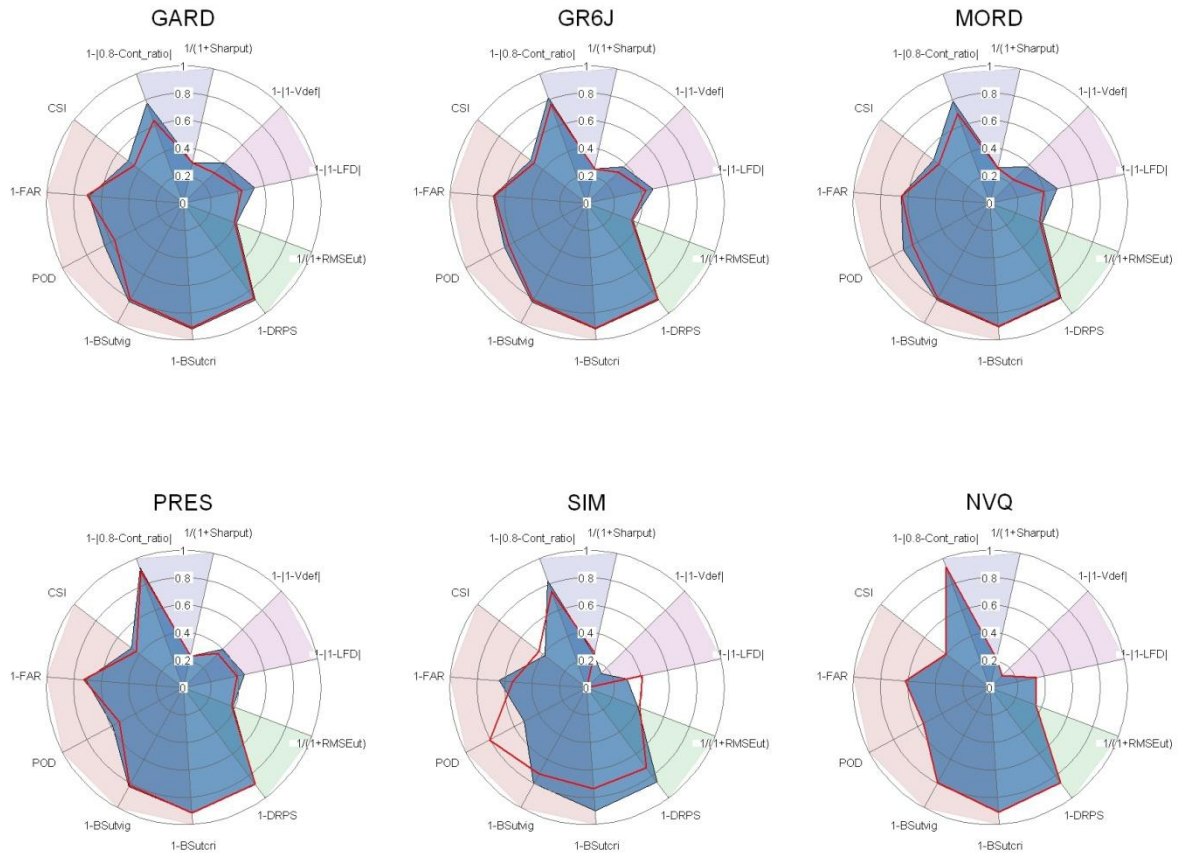 GARD
1-|0.8-Cont_ratio|
1/(1+Sharput)
1-|1-Vdef|
1-|1-LFD|
1/(1+RMSEut)
1-DRPS
1-BSutcri
1-BSutvig
POD
1-FAR
CSI
1
0.8
0.6
0.4
0.2
0
GR6J
1-|0.8-Cont_ratio|
1/(1+Sharput)
1-|1-Vdef|
1-|1-LFD|
1/(1+RMSEut)
1-DRPS
1-BSutcri
1-BSutvig
POD
1-FAR
CSI
1
0.8
0.6
0.4
0.2
0
MORD
1-|0.8-Cont_ratio|
1/(1+Sharput)
1-|1-Vdef|
1-|1-LFD|
1/(1+RMSEut)
1-DRPS
1-BSutcri
1-BSutvig
POD
1-FAR
CSI
1
0.8
0.6
0.4
0.2
0
PRES
1-|0.8-Cont_ratio|
1/(1+Sharput)
1-|1-Vdef|
1-|1-LFD|
1/(1+RMSEut)
1-DRPS
1-BSutcri
1-BSutvig
POD
1-FAR
CSI
1
0.8
0.6
0.4
0.2
0
SIM
1-|0.8-Cont_ratio|
1/(1+Sharput)
1-|1-Vdef|
1-|1-LFD|
1/(1+RMSEut)
1-DRPS
1-BSutcri
1-BSutvig
POD
1-FAR
CSI
1
0.8
0.6
0.4
0.2
0
NVQ
1-|0.8-Cont_ratio|
1/(1+Sharput)
1-|1-Vdef|
1-|1-LFD|
1/(1+RMSEut)
1-DRPS
1-BSutcri
1-BSutvig
POD
1-FAR
CSI
1
0.8
0.6
0.4
0.2
0